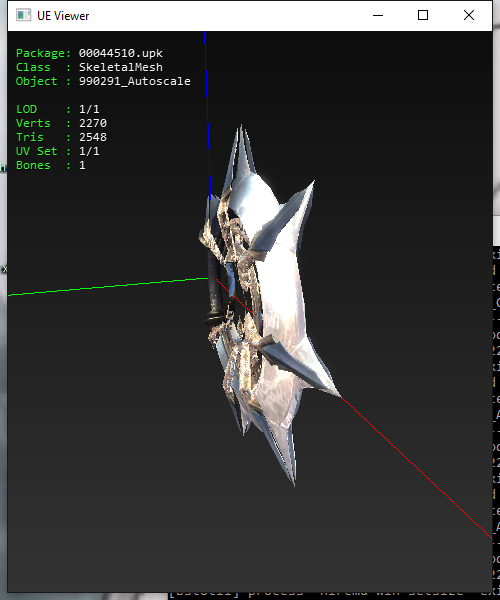 UE Viewer
Package: 00044510.upk
Class : SkeletalMesh
Object : 990291_Autoscale
LOD : 1/1
Verts : 2270
Tris : 2548
UV Set : 1/1
Bones : 1